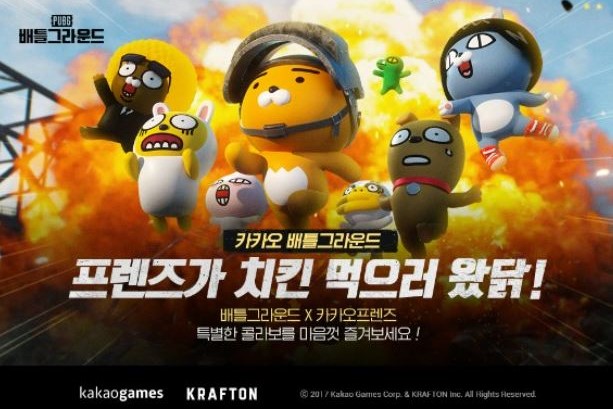 PUBG
배틀그라운드
카카오 배틀그라운드
프렌즈가 치킨 먹으러 왔닭!
배틀그라운드 X 카카오프렌즈
특별한 콜라보를 마음껏 즐겨보세요 !
kakaogames KRAFTON ⓒ 2017 Kakao Games Corp. & KRAFTON Inc. All Rights Reserved.